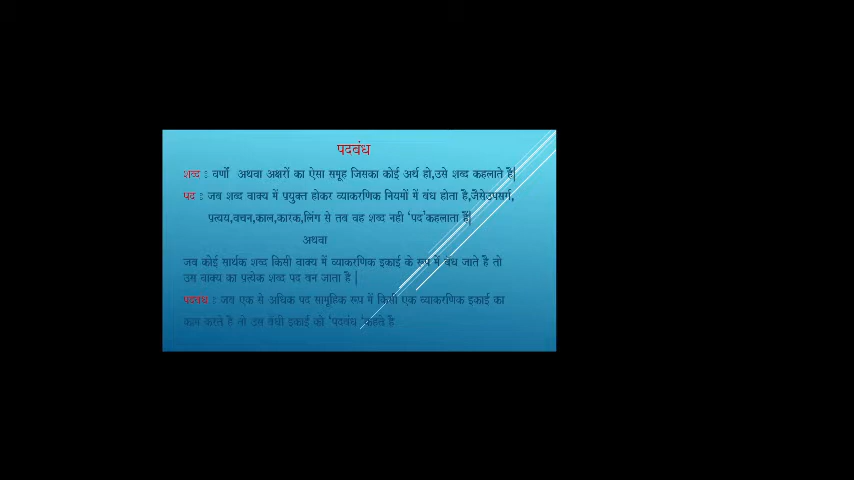 पदबंध
शब्द : वर्णों अथवा अक्षरों का ऐसा समूह जिसका कोई अर्थ हो,उसे शब्द कहलाते है|
पद : जब शब्द वाक्य में प्रयुक्त होकर व्याकरणिक नियमों में बंध होता है,जैसेउपसर्ग,
प्रत्यय,वचन,काल,कारक,लिंग से तब वह शब्द नही 'पद'कहलाता है|
अथवा
जब कोई सार्थक शब्द किसी वाक्य में व्याकरणिक इकाई के रूप में बंध जाते है तो
उस वाक्य का प्रत्येक शब्द पद बन जाता है |
पदबंध : जब एक से अधिक पद सामूहिक रूप में किसी एक व्याकरणिक इकाई का
काम करते है तो उस बंधी इकाई को 'पदबंध 'कहते है